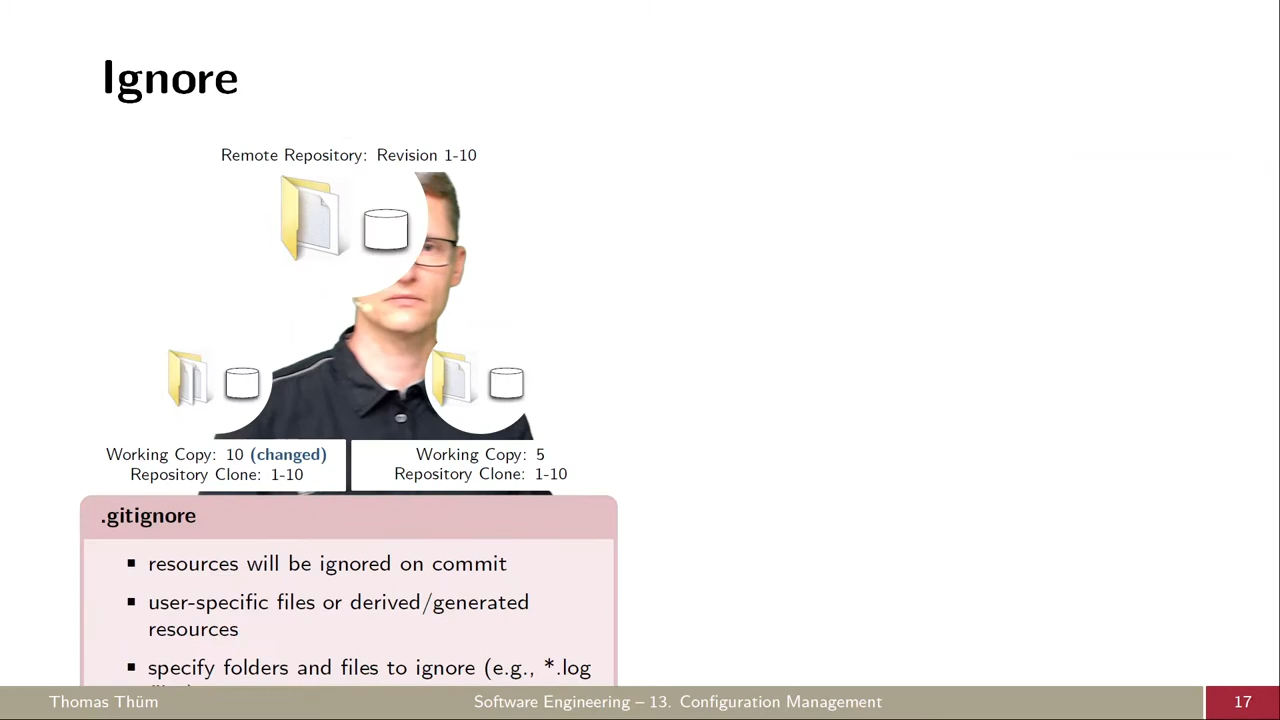 Ignore
Remote Repository: Revision 1-10
Working Copy: 10 (changed)
Repository Clone: 1-10
Working Copy: 5
Repository Clone: 1-10
.gitignore
▪ resources will be ignored on commit
▪ user-specific files or derived/generated
resources
▪ specify folders and files to ignore (e.g., *.log
Thomas Thüm
Software Engineering – 13. Configuration Management
17